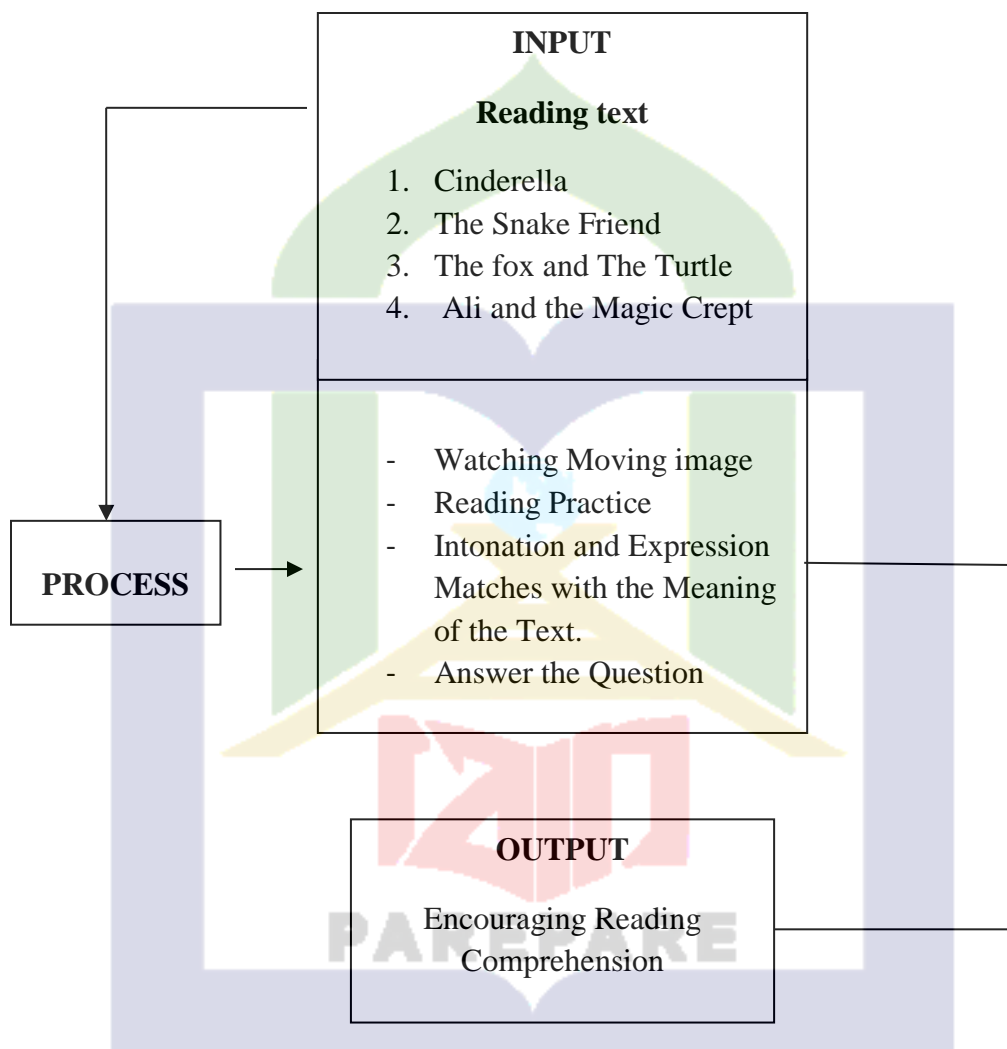 INPUT
Reading text
1. Cinderella
2. The Snake Friend
3. The fox and The Turtle
4. Ali and the Magic Crept
- Watching Moving image
- Reading Practice
- Intonation and Expression
Matches with the Meaning
of the Text.
- Answer the Question
PROCESS
OUTPUT
Encouraging Reading
Comprehension
PAREPARE